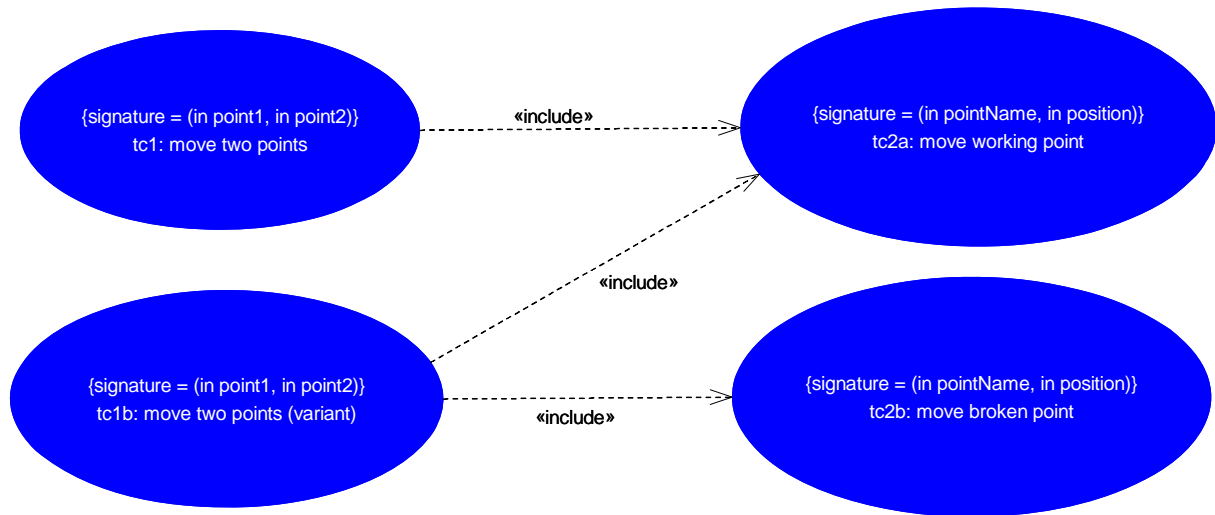 {signature = (in point1, in point2)}
tc1: move two points
«include»
{signature = (in pointName, in position)}
tc2a: move working point
«include»
{signature = (in point1, in point2)}
tc1b: move two points (variant)
«include»
{signature = (in pointName, in position)}
tc2b: move broken point